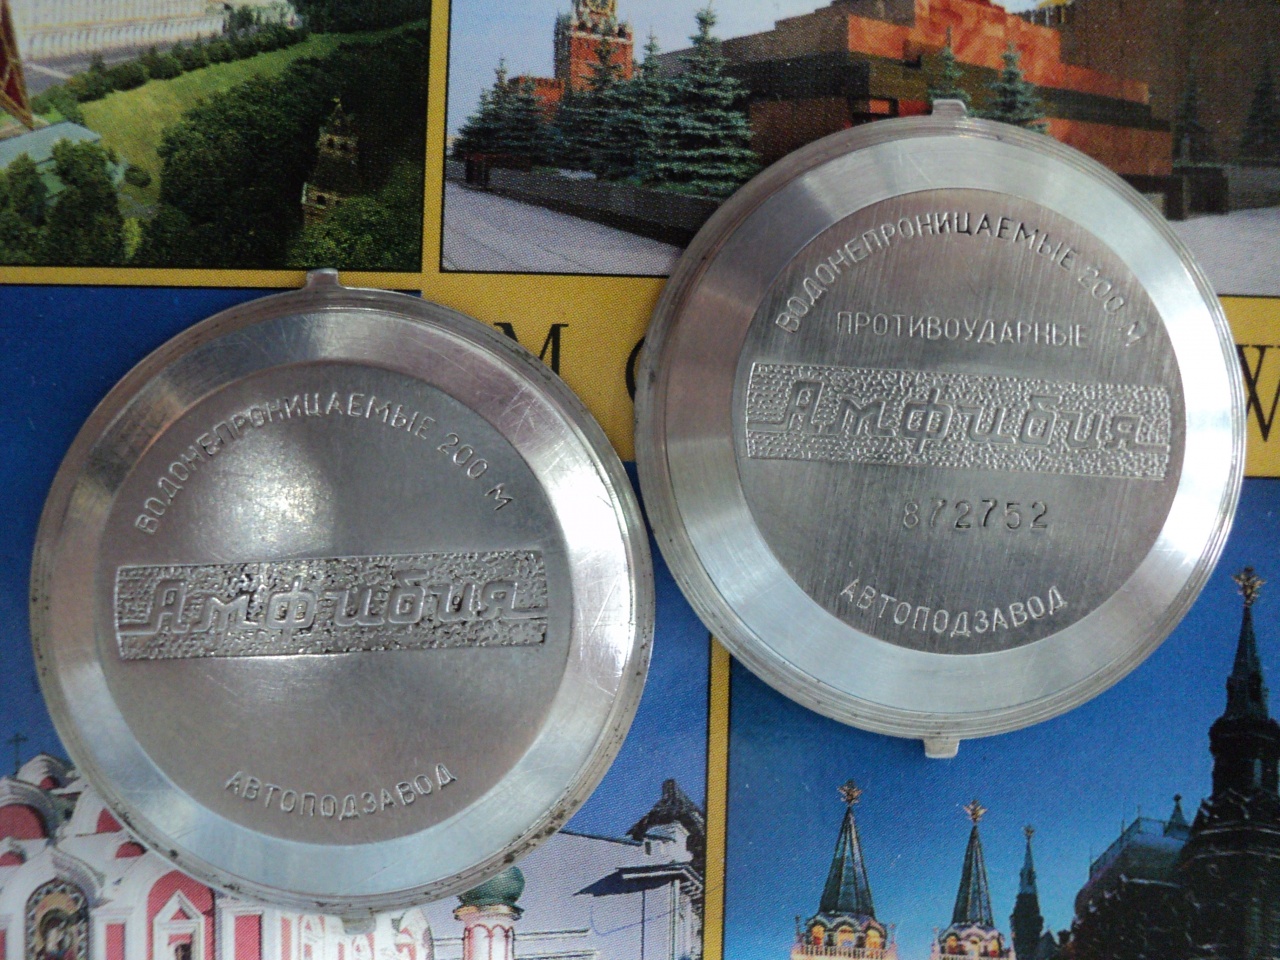 ВОДОНЕПРОНИЦАЕМЫЕ 200 М
Амфибия
АВТОПОДЗАВОД
ВОДОНЕПРОНИЦАЕМЫЕ 200 М
ПРОТИВОУДАРНЫЕ
Амфибия
872752
АВТОПОДЗАВОД
M
W